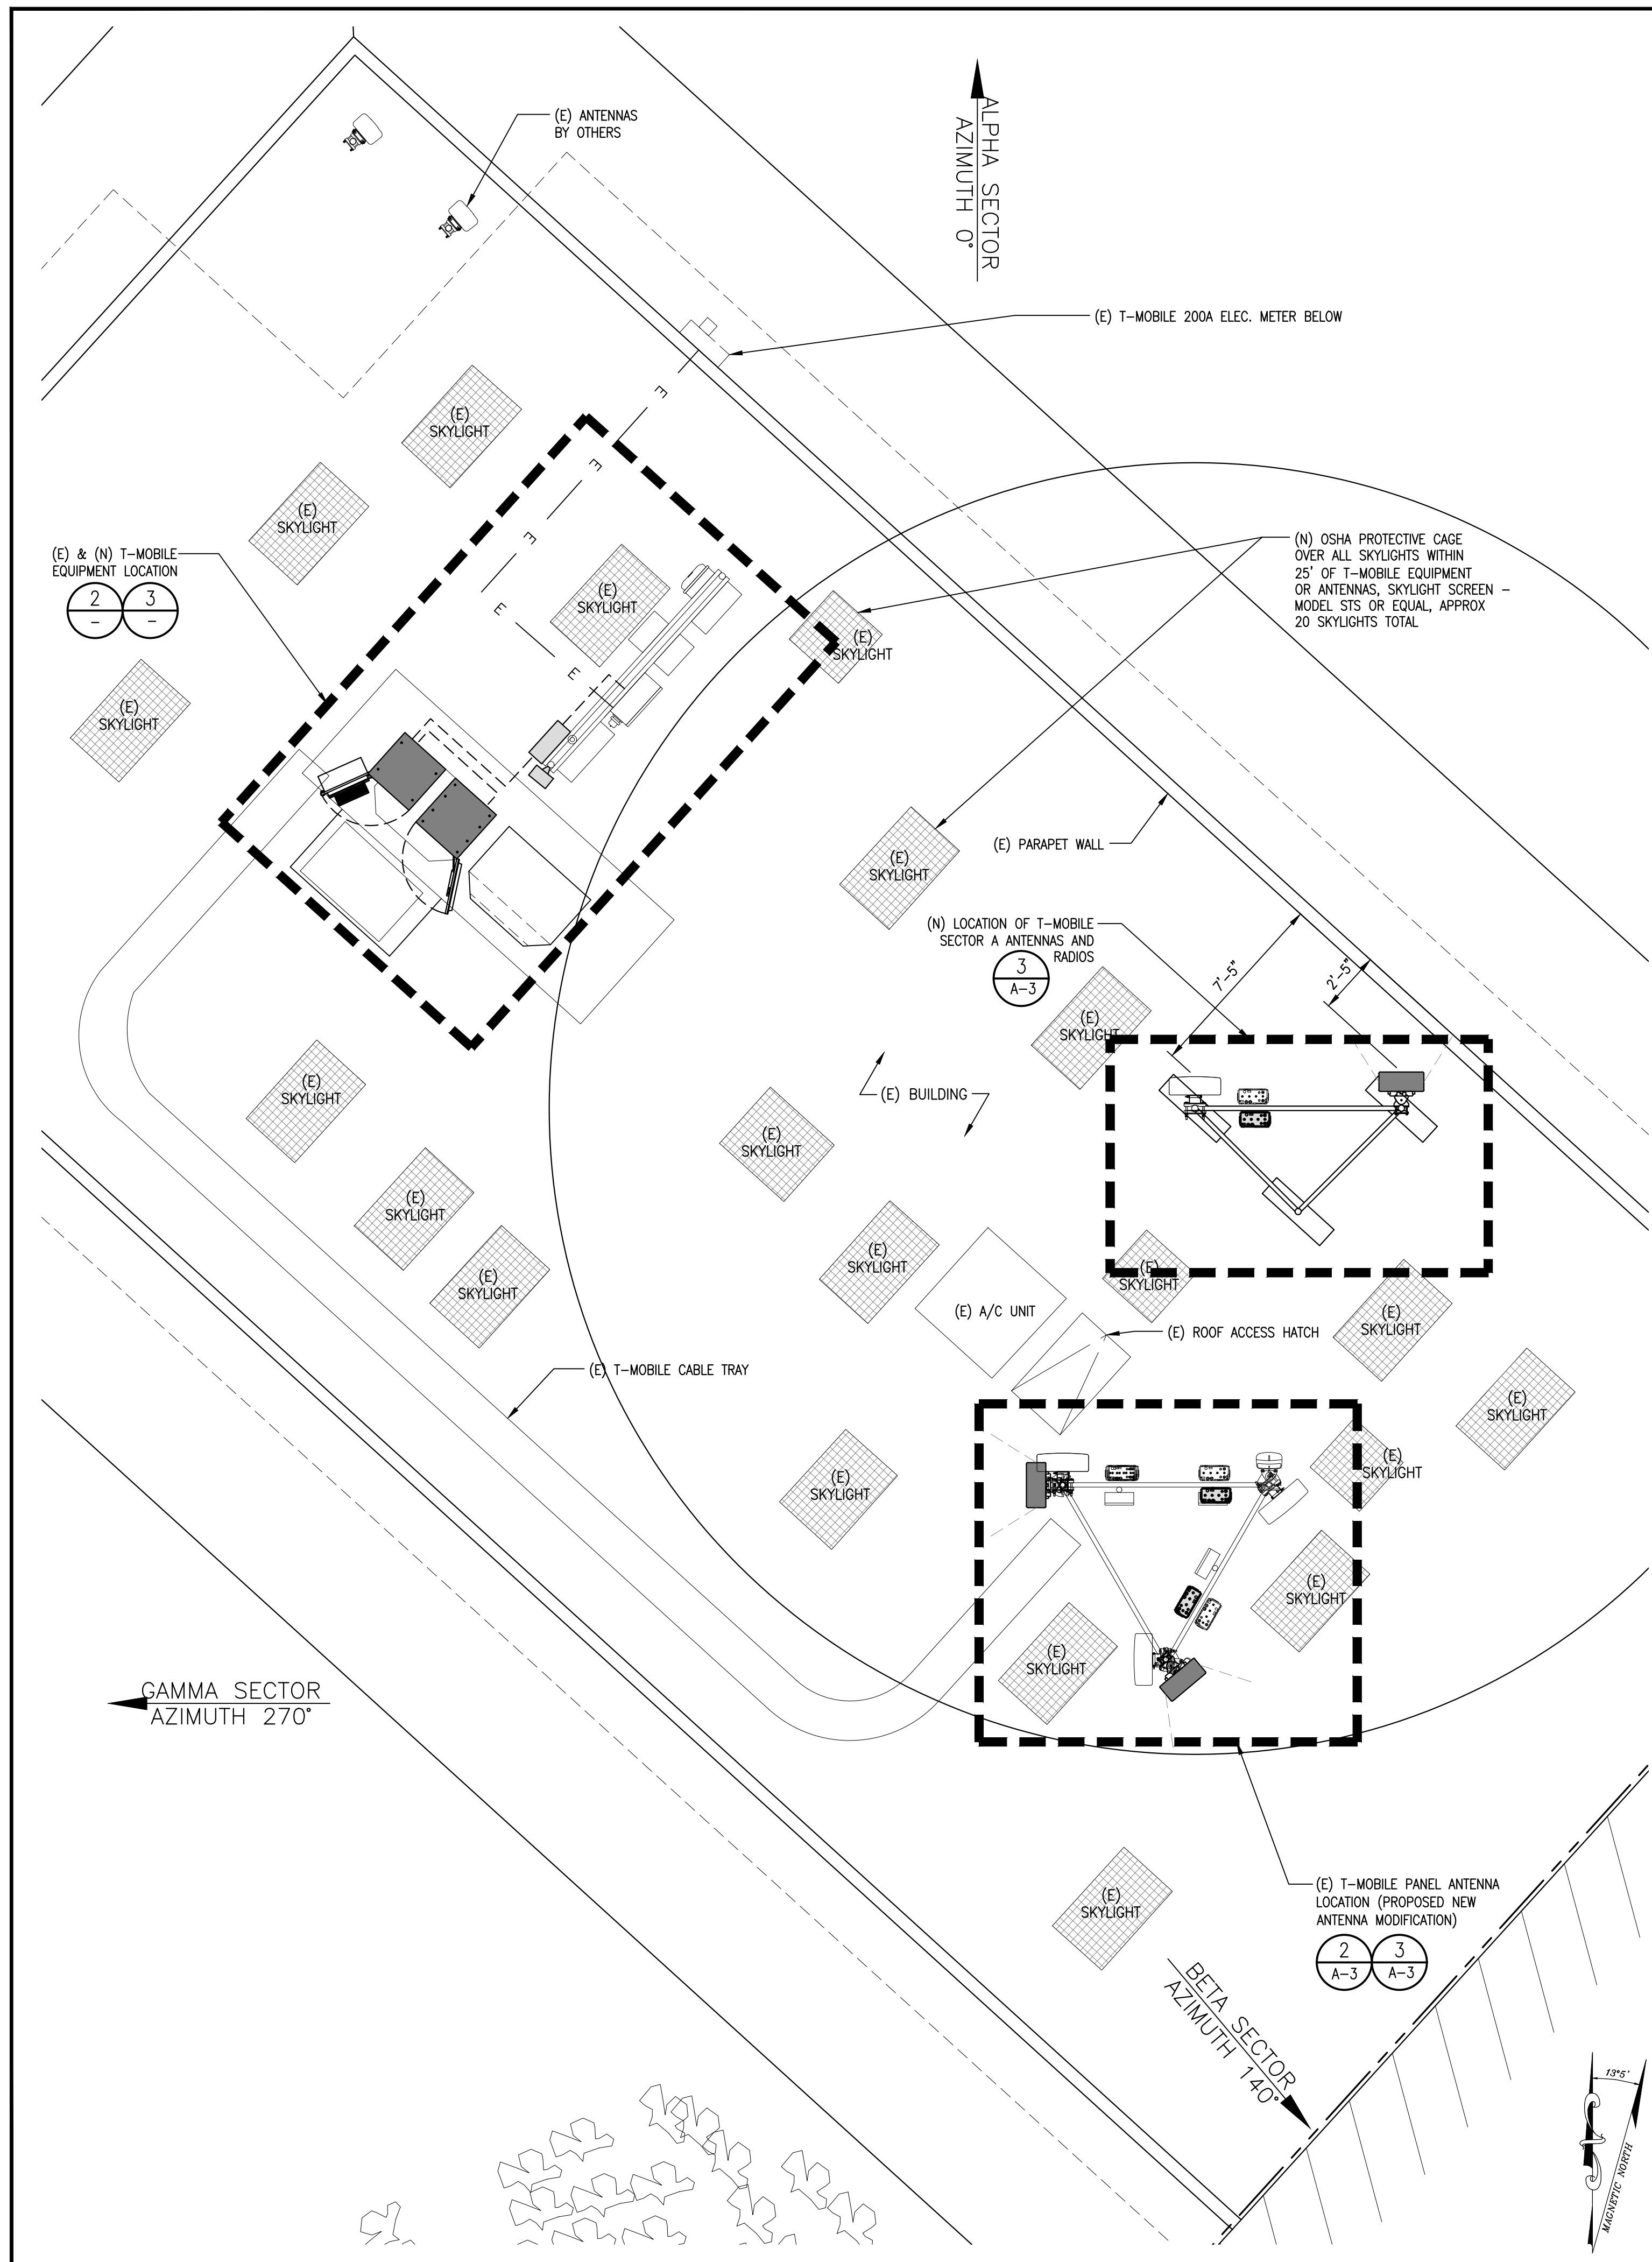 (E) ANTENNAS
BY OTHERS
ALPHA SECTOR
AZIMUTH 0°
(E) T-MOBILE 200A ELEC. METER BELOW
E
E
E
E
E
(E)
SKYLIGHT
(E)
SKYLIGHT
(E) & (N) T-MOBILE
EQUIPMENT LOCATION
2
-
3
-
(N) OSHA PROTECTIVE CAGE
OVER ALL SKYLIGHTS WITHIN
25' OF T-MOBILE EQUIPMENT
OR ANTENNAS, SKYLIGHT SCREEN -
MODEL STS OR EQUAL, APPROX
20 SKYLIGHTS TOTAL
(E)
SKYLIGHT
(E)
SKYLIGHT
(E)
SKYLIGHT
(E) PARAPET WALL
(E)
SKYLIGHT
(N) LOCATION OF T-MOBILE
SECTOR A ANTENNAS AND
RADIOS
3
A-3
7'-5"
2'-5"
(E)
SKYLIGHT
(E)
SKYLIGHT
(E) BUILDING
(E)
SKYLIGHT
(E)
SKYLIGHT
(E)
SKYLIGHT
(E)
SKYLIGHT
(E)
SKYLIGHT
(E) A/C UNIT
(E)
SKYLIGHT
(E) ROOF ACCESS HATCH
(E) T-MOBILE CABLE TRAY
(E)
SKYLIGHT
(E)
SKYLIGHT
(E)
SKYLIGHT
(E)
SKYLIGHT
(E)
SKYLIGHT
GAMMA SECTOR
AZIMUTH 270°
(E) T-MOBILE PANEL ANTENNA
LOCATION (PROPOSED NEW
ANTENNA MODIFICATION)
2
A-3
3
A-3
(E)
SKYLIGHT
BETA SECTOR
AZIMUTH 140°
13°5'
MAGNETIC NORTH